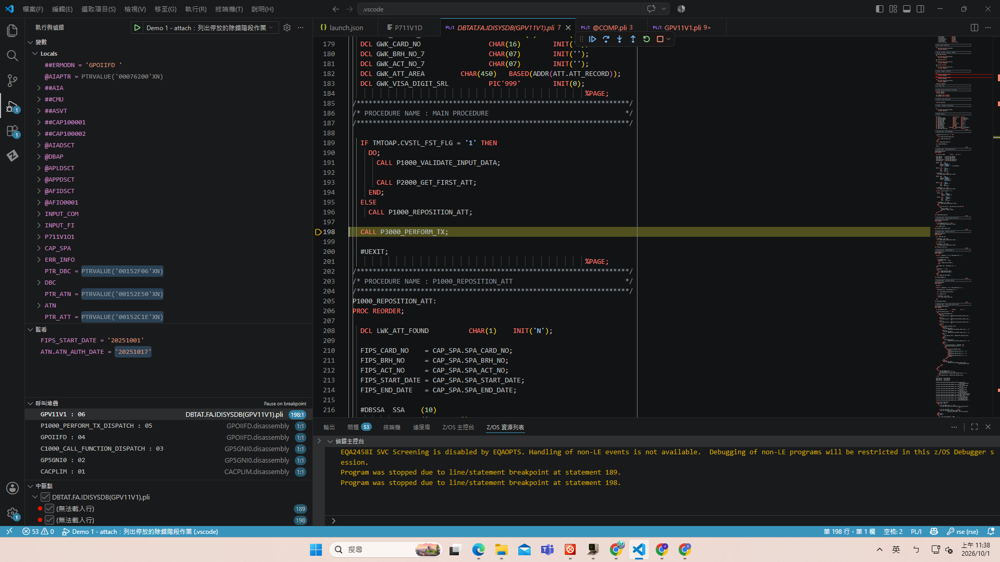 檔案(F) 編輯(E) 選取項目(S) 檢視(V) 移至(G) 執行(R) 終端機(T) 說明(H)
.vscode
執行與偵錯
Demo 1 - attach：列出停放的除錯階段作業
變數
Locals
##ERMODN = 'GPOIIFD '
@AIAPTR = PTRVALUE('00076200'XN)
##AIA
##CMU
##ASVT
##CAP100001
##CAP100002
@AIADSCT
@DBAP
@APLDSCT
@APPDSCT
@AFIDSCT
@AFIO0001
INPUT_COM
INPUT_FI
P711V1O1
CAP_SPA
ERR_INFO
PTR_DBC = PTRVALUE('00152F06'XN)
DBC
PTR_ATN = PTRVALUE('00152E50'XN)
ATN
PTR_ATT = PTRVALUE('00152C1E'XN)
監看
FIPS_START_DATE = '20251001'
ATN.ATN_AUTH_DATE = '20251017'
呼叫堆疊 Pause on breakpoint
GPV11V1 : 06 DBTAT.FA.IDISYSDB(GPV11V1).pli 198:1
P1000_PERFORM_TX_DISPATCH : 05 GPOIIFD.disassembly 1:1
GPOIIFD : 04 GPOIIFD.disassembly 1:1
C1000_CALL_FUNCTION_DISPATCH : 03 GP5GNI0.disassembly 1:1
GP5GNI0 : 02 GP5GNI0.disassembly 1:1
CACPLIM : 01 CACPLIM.disassembly 1:1
中斷點
DBTAT.FA.IDISYSDB(GPV11V1).pli
(無法載入行) 189
(無法載入行) 198
launch.json P711V1D DBTAT.FA.IDISYSDB(GPV11V1).pli 7 @COMP.pli 3 GPV11V1.pli 9+
179 DCL GWK_CARD_NO CHAR(16) INIT('
180 DCL GWK_BRH_NO_7 CHAR(07) INIT('');
181 DCL GWK_ACT_NO_7 CHAR(07) INIT('');
182 DCL GWK_ATT_AREA CHAR(450) BASED(ADDR(ATT.ATT_RECORD));
183 DCL GWK_VISA_DIGIT_SRL PIC'999' INIT(0);
184 %PAGE;
185 /********************************************************************/
186 /* PROCEDURE NAME : MAIN PROCEDURE */
187 /********************************************************************/
188
189 IF TMTOAP.CVSTL_FST_FLG = '1' THEN
190 DO;
191 CALL P1000_VALIDATE_INPUT_DATA;
192
193 CALL P2000_GET_FIRST_ATT;
194 END;
195 ELSE
196 CALL P1000_REPOSITION_ATT;
197
198 CALL P3000_PERFORM_TX;
199
200 #UEXIT;
201 %PAGE;
202 /********************************************************************/
203 /* PROCEDURE NAME : P1000_REPOSITION_ATT */
204 /********************************************************************/
205 P1000_REPOSITION_ATT:
206 PROC REORDER;
207
208 DCL LWK_ATT_FOUND CHAR(1) INIT('N');
209
210 FIPS_CARD_NO = CAP_SPA.SPA_CARD_NO;
211 FIPS_BRH_NO = CAP_SPA.SPA_BRH_NO;
212 FIPS_ACT_NO = CAP_SPA.SPA_ACT_NO;
213 FIPS_START_DATE = CAP_SPA.SPA_START_DATE;
214 FIPS_END_DATE = CAP_SPA.SPA_END_DATE;
215
216 #DBSSA SSA (10)
輸出 問題 53 終端機 連接埠 Z/OS 主控台 Z/OS 資源列表
偵錯主控台
EQA2458I SVC Screening is disabled by EQAOPTS. Handling of non-LE events is not available. Debugging of non-LE programs will be restricted in this z/OS Debugger s
ession.
Program was stopped due to line/statement breakpoint at statement 189.
Program was stopped due to line/statement breakpoint at statement 198.
53 0 Demo 1 - attach：列出停放的除錯階段作業 (.vscode) 第 198 行，第 1 欄 空格: 2 PL/I rse (rse)
搜尋 英 ㄅ 上午 11:38
2026/10/1